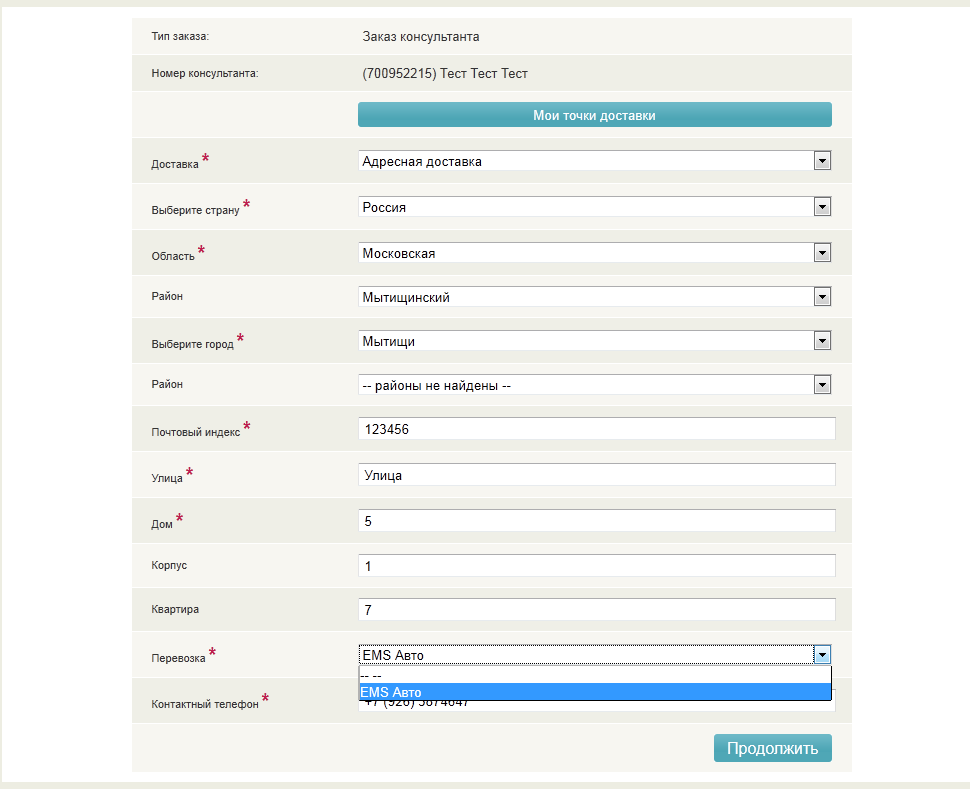 Тип заказа: Заказ консультанта
Номер консультанта: (700952215) Тест Тест Тест
Мои точки доставки
Доставка * Адресная доставка
Выберите страну * Россия
Область * Московская
Район Мытищинский
Выберите город * Мытищи
Район -- районы не найдены --
Почтовый индекс * 123456
Улица * Улица
Дом * 5
Корпус 1
Квартира 7
Перевозка * EMS Авто
-- --
EMS Авто
Контактный телефон * +7 (926) 5874647
Продолжить